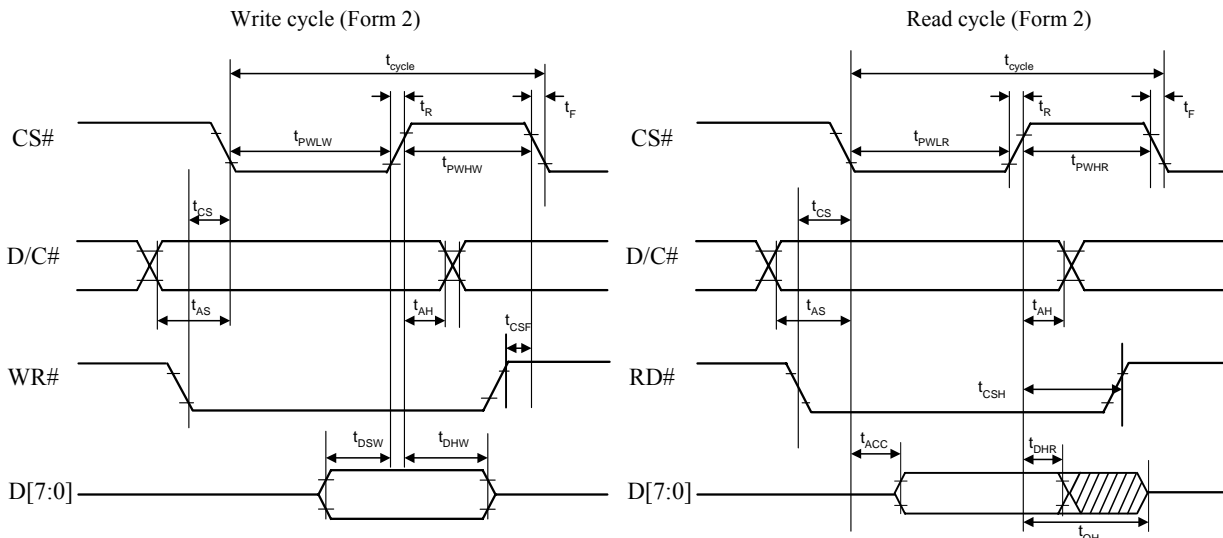 Write cycle (Form 2)
tcycle
tR
tF
CS#
tPWLW
tPWHW
tCS
D/C#
tAS
tAH
tCSF
WR#
tDSW
tDHW
D[7:0]
Read cycle (Form 2)
tcycle
tR
tF
CS#
tPWLR
tPWHR
tCS
D/C#
tAS
tAH
RD#
tCSH
tACC
tDHR
D[7:0]
tOH